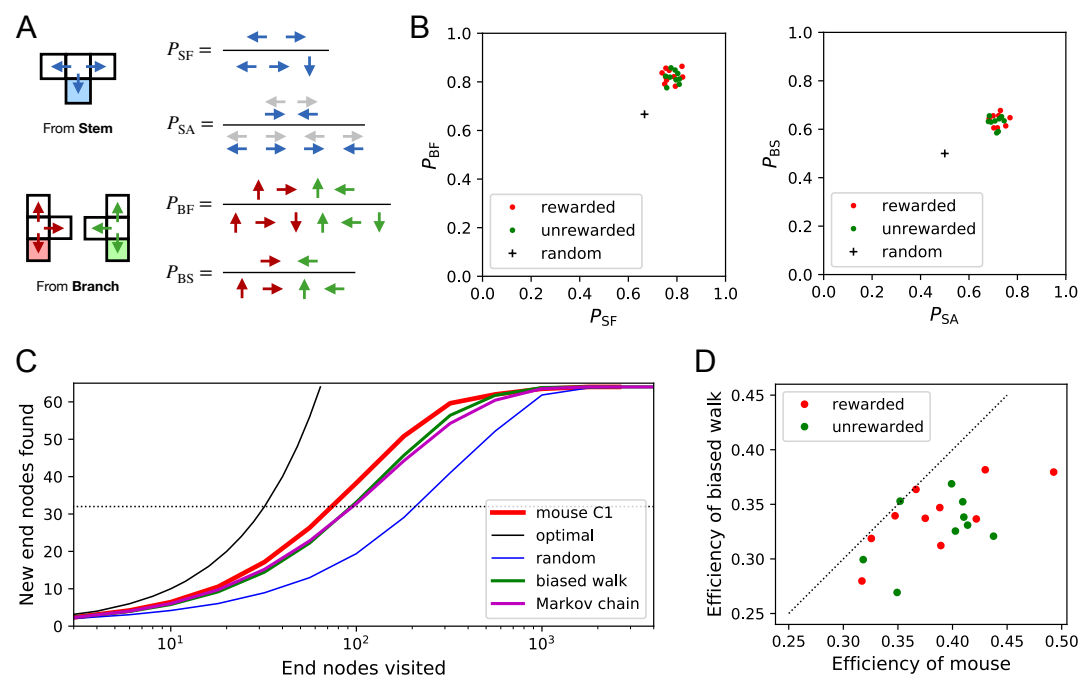 A
P_SF =
From Stem
P_SA =
P_BF =
From Branch
P_BS =
B
1.0
0.8
0.6
0.4
0.2
0.0
P_BF
rewarded
unrewarded
random
0.0 0.2 0.4 0.6 0.8 1.0
P_SF
1.0
0.8
0.6
0.4
0.2
0.0
P_BS
rewarded
unrewarded
random
0.0 0.2 0.4 0.6 0.8 1.0
P_SA
C
60
50
40
30
20
10
0
New end nodes found
mouse C1
optimal
random
biased walk
Markov chain
10^1 10^2 10^3
End nodes visited
D
0.45
0.40
0.35
0.30
0.25
Efficiency of biased walk
rewarded
unrewarded
0.25 0.30 0.35 0.40 0.45 0.50
Efficiency of mouse